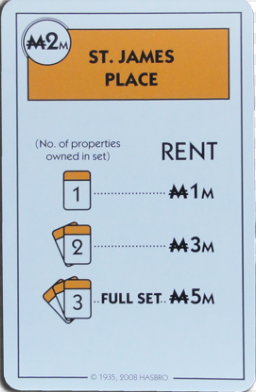 ₩2M
ST. JAMES
PLACE
(No. of properties
owned in set)
RENT
1 ₩1M
2 ₩3M
3 FULL SET ₩5M
© 1935, 2008 HASBRO